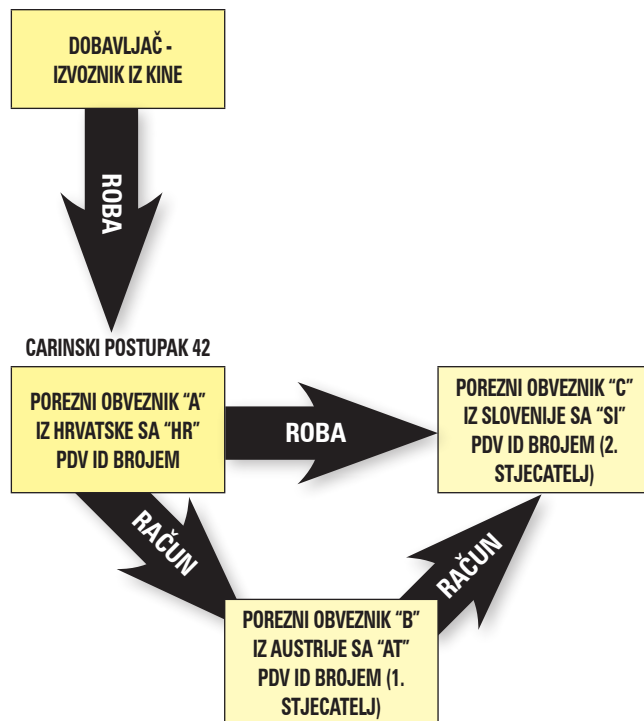 DOBAVLJAČ -
IZVOZNIK IZ KINE
ROBA
CARINSKI POSTUPAK 42
POREZNI OBVEZNIK “A”
IZ HRVATSKE SA “HR”
PDV ID BROJEM
ROBA
POREZNI OBVEZNIK “C”
IZ SLOVENIJE SA “SI”
PDV ID BROJEM (2.
STJECATELJ)
RAČUN
RAČUN
POREZNI OBVEZNIK “B”
IZ AUSTRIJE SA “AT”
PDV ID BROJEM (1.
STJECATELJ)